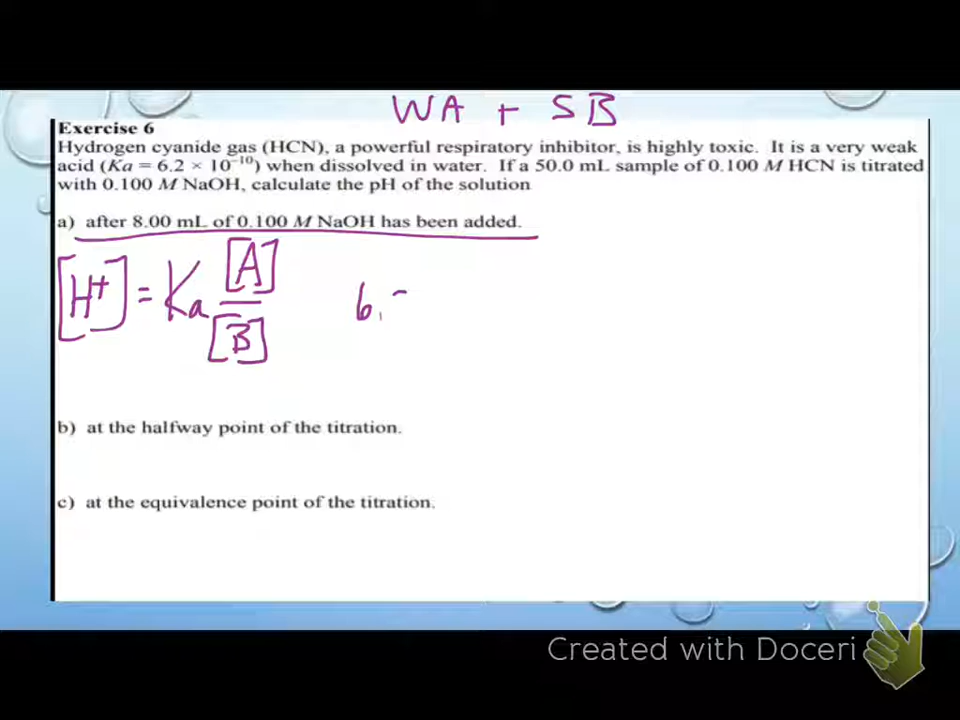 WA + SB
Exercise 6
Hydrogen cyanide gas (HCN), a powerful respiratory inhibitor, is highly toxic. It is a very weak
acid (Ka = 6.2 × 10⁻¹⁰) when dissolved in water. If a 50.0 mL sample of 0.100 M HCN is titrated
with 0.100 M NaOH, calculate the pH of the solution
a) after 8.00 mL of 0.100 M NaOH has been added.
[H+] = Ka [A] / [B]
b) at the halfway point of the titration.
c) at the equivalence point of the titration.
Created with Doceri